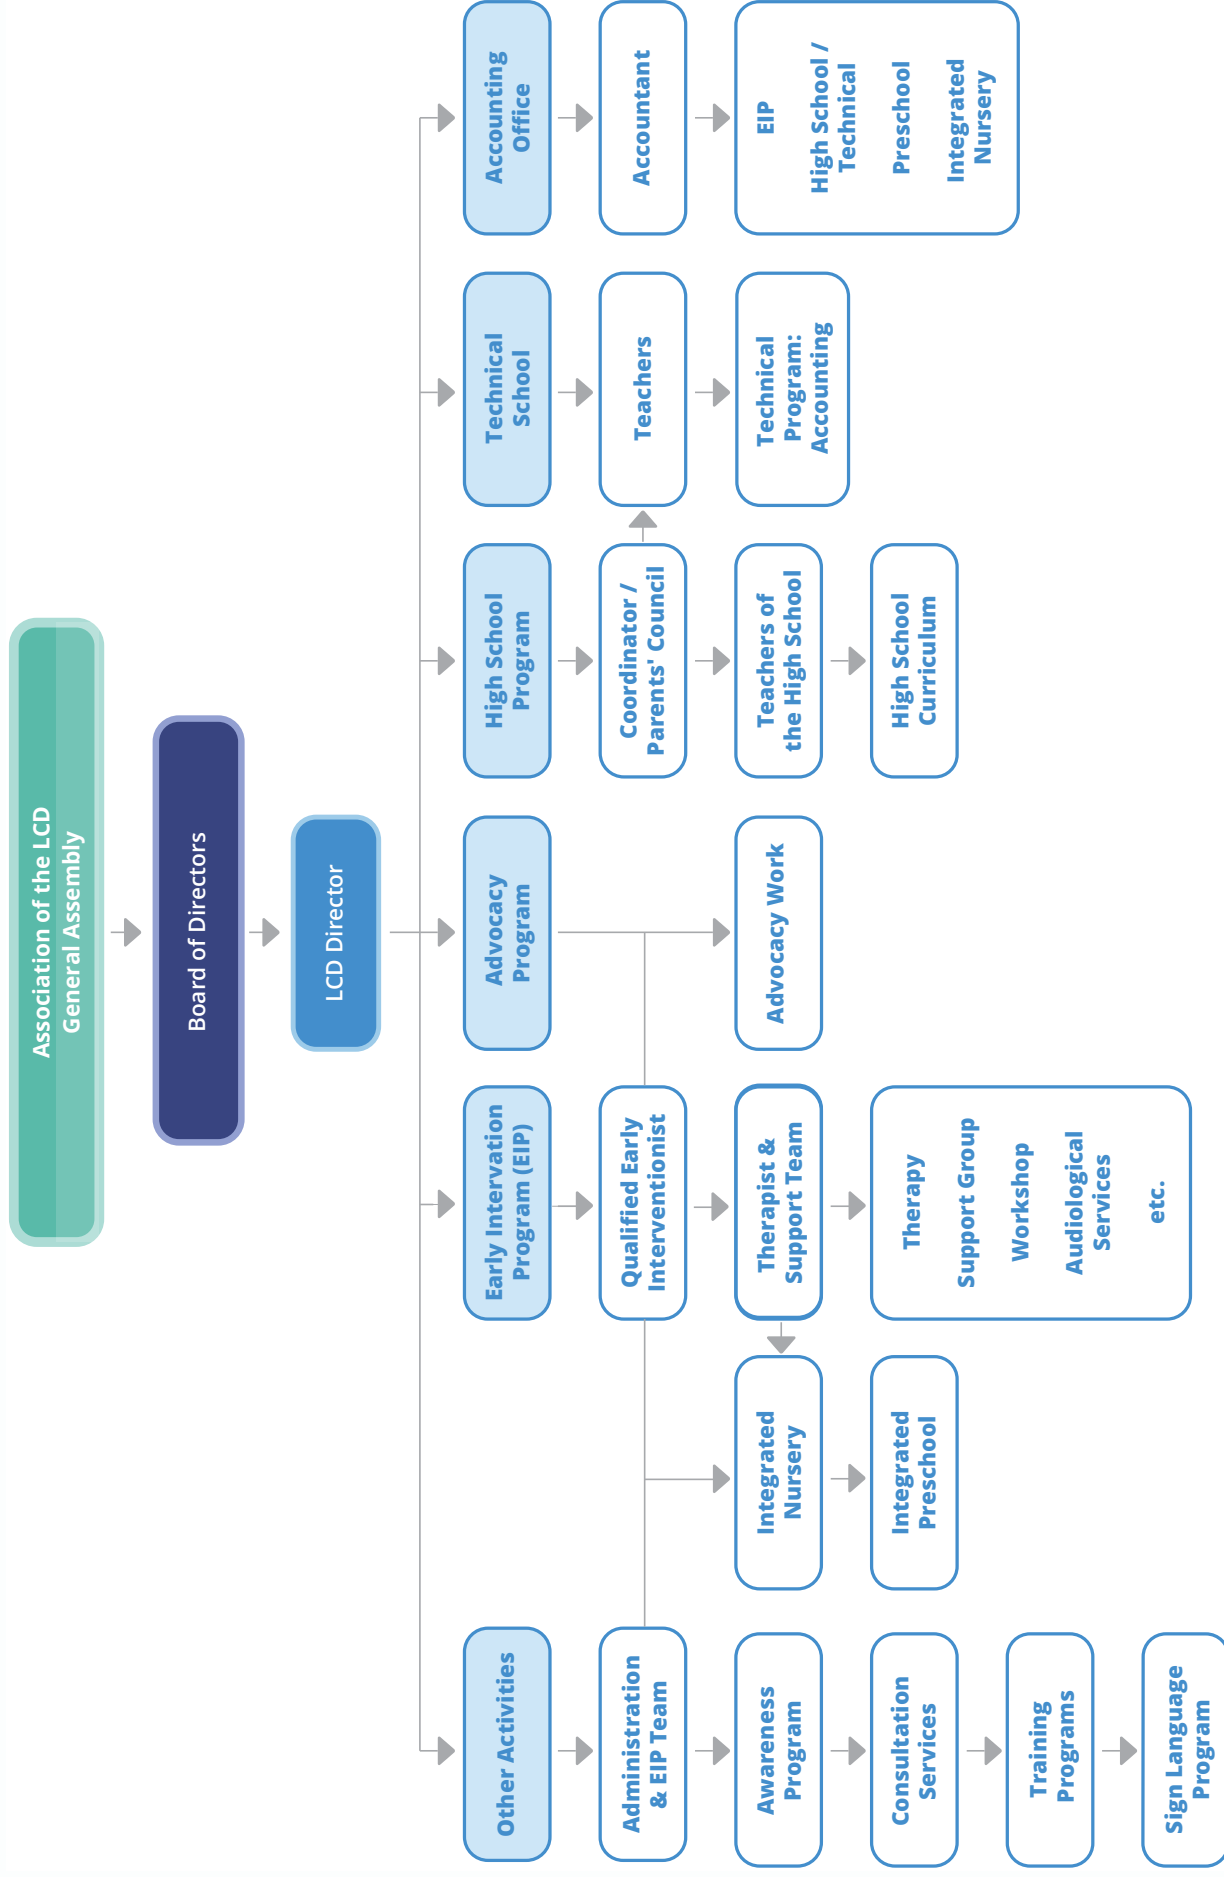 Association of the LCD
General Assembly
Board of Directors
LCD Director
Other Activities
Early Intervation
Program (EIP)
Advocacy
Program
High School
Program
Technical
School
Accounting
Office
Administration
& EIP Team
Qualified Early
Interventionist
Coordinator /
Parents' Council
Teachers
Accountant
Awareness
Program
Integrated
Nursery
Therapist &
Support Team
Advocacy Work
Teachers of
the High School
Technical
Program:
Accounting
EIP
High School /
Technical
Preschool
Integrated
Nursery
Consultation
Services
Integrated
Preschool
Therapy
Support Group
Workshop
Audiological
Services
etc.
High School
Curriculum
Training
Programs
Sign Language
Program